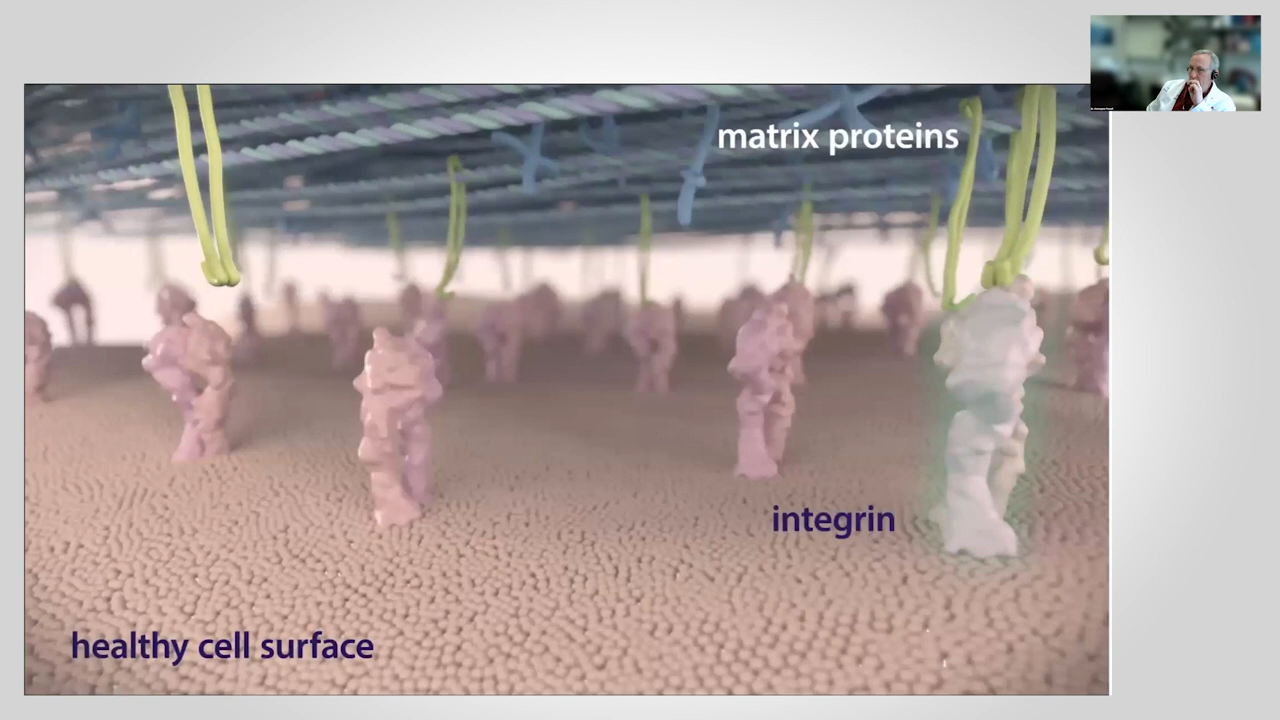 matrix proteins
integrin
healthy cell surface